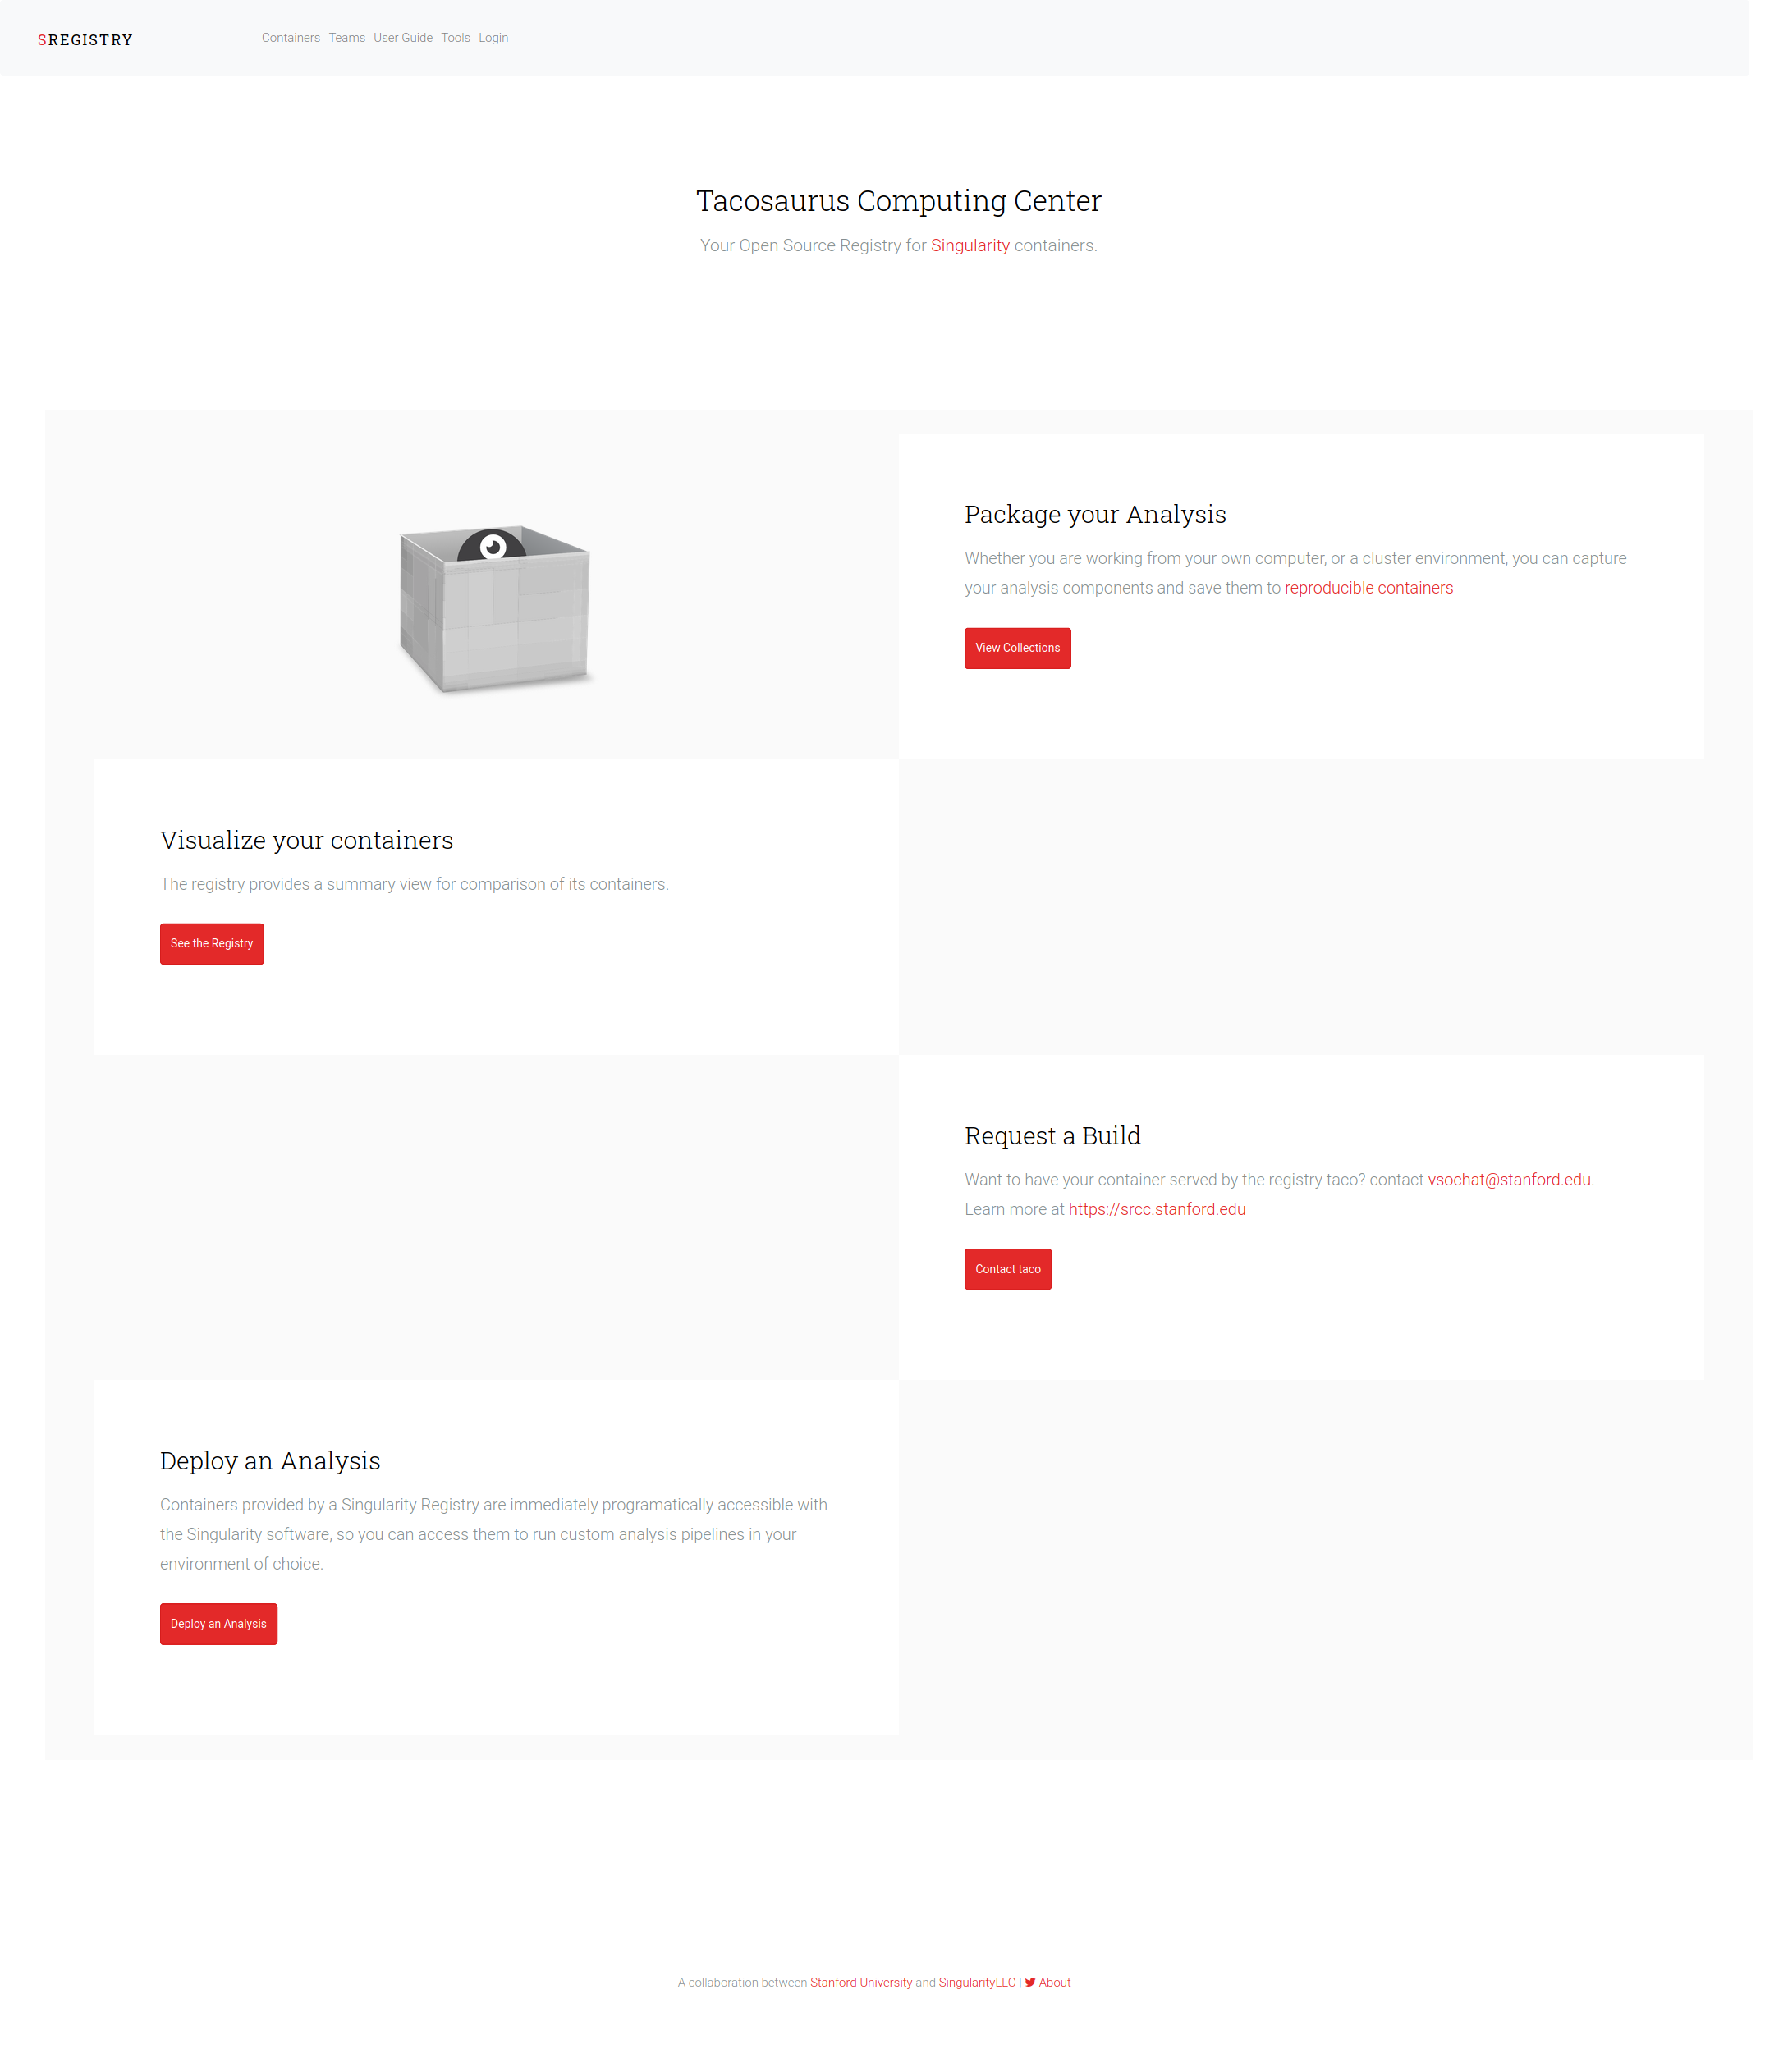 SREGISTRY
Containers Teams User Guide Tools Login
Tacosaurus Computing Center
Your Open Source Registry for Singularity containers.
Package your Analysis
Whether you are working from your own computer, or a cluster environment, you can capture
your analysis components and save them to reproducible containers
View Collections
Visualize your containers
The registry provides a summary view for comparison of its containers.
See the Registry
Request a Build
Want to have your container served by the registry taco? contact vsochat@stanford.edu.
Learn more at https://srcc.stanford.edu
Contact taco
Deploy an Analysis
Containers provided by a Singularity Registry are immediately programatically accessible with
the Singularity software, so you can access them to run custom analysis pipelines in your
environment of choice.
Deploy an Analysis
A collaboration between Stanford University and SingularityLLC | About